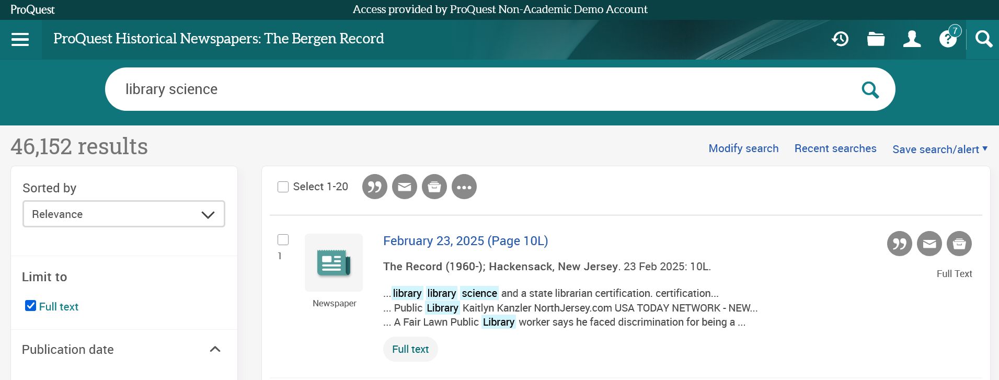 ProQuest
Access provided by ProQuest Non-Academic Demo Account
ProQuest Historical Newspapers: The Bergen Record
7
library science
46,152 results
Modify search
Recent searches
Save search/alert
Sorted by
Relevance
Limit to
Full text
Publication date
Select 1-20
1
Newspaper
February 23, 2025 (Page 10L)
The Record (1960-); Hackensack, New Jersey. 23 Feb 2025: 10L.
Full Text
...library library science and a state librarian certification. certification...
... Public Library Kaitlyn Kanzler NorthJersey.com USA TODAY NETWORK - NEW...
... A Fair Lawn Public Library worker says he faced discrimination for being a ...
Full text